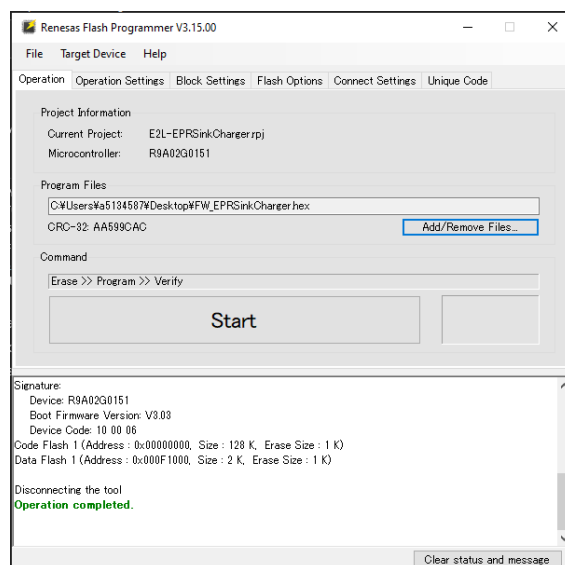 Renesas Flash Programmer V3.15.00
File Target Device Help
Operation Operation Settings Block Settings Flash Options Connect Settings Unique Code
Project Information
Current Project: E2L-EPRSinkCharger.rpj
Microcontroller: R9A02G0151
Program Files
C:¥Users¥a5134587¥Desktop¥FW_EPRSinkCharger.hex
CRC-32: AA599CAC Add/Remove Files...
Command
Erase >> Program >> Verify
Start
Signature:
Device: R9A02G0151
Boot Firmware Version: V3.03
Device Code: 10 00 06
Code Flash 1 (Address : 0x00000000, Size : 128 K, Erase Size : 1 K)
Data Flash 1 (Address : 0x000F1000, Size : 2 K, Erase Size : 1 K)
Disconnecting the tool
Operation completed.
Clear status and message